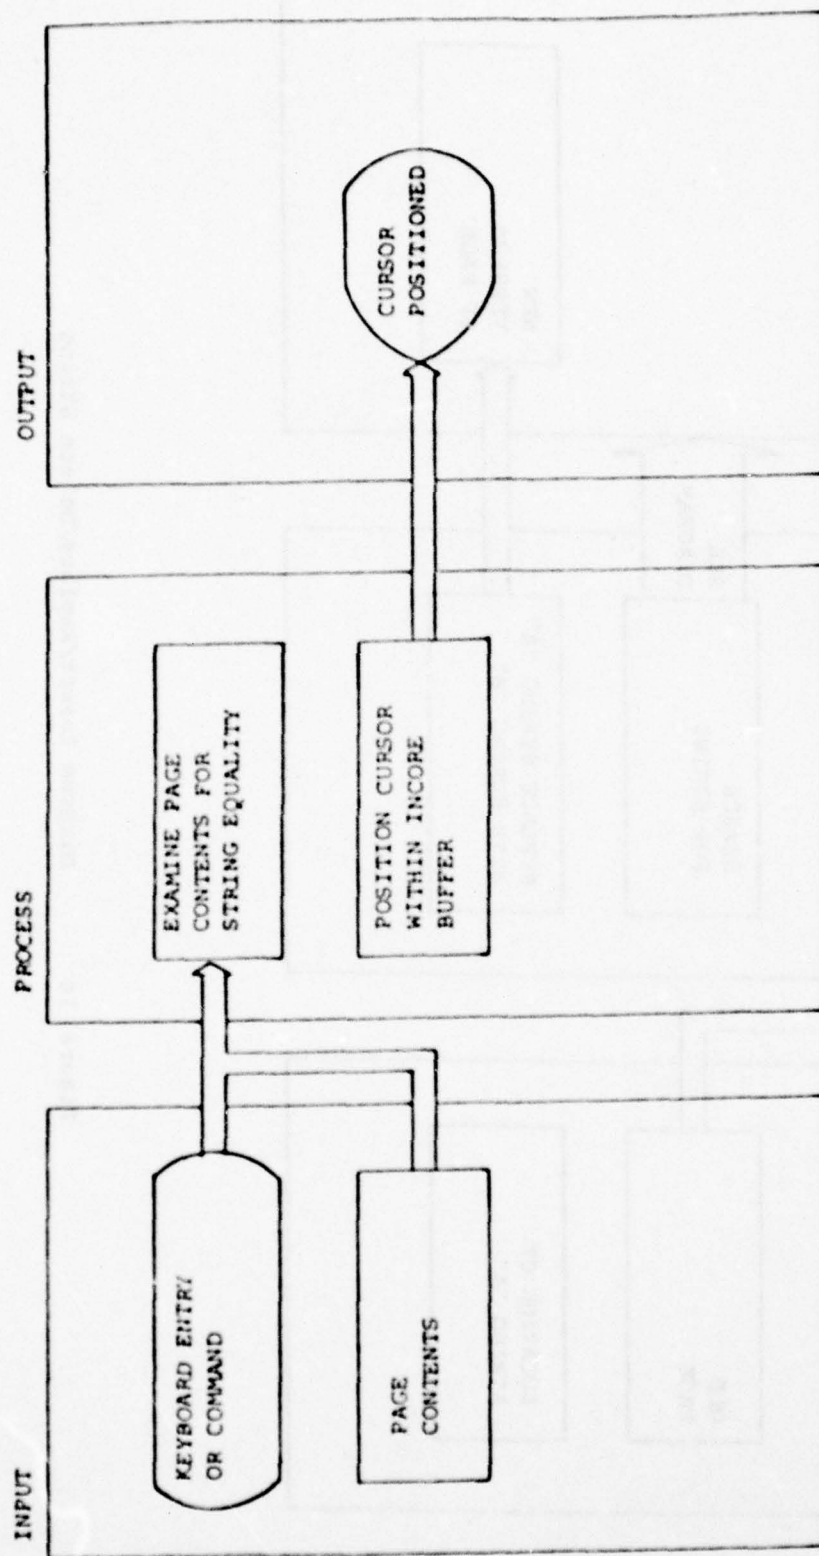 INPUT
KEYBOARD ENTRY
OR COMMAND
PAGE
CONTENTS
PROCESS
EXAMINE PAGE
CONTENTS FOR
STRING EQUALITY
POSITION CURSOR
WITHIN INCORE
BUFFER
OUTPUT
CURSOR
POSITIONED